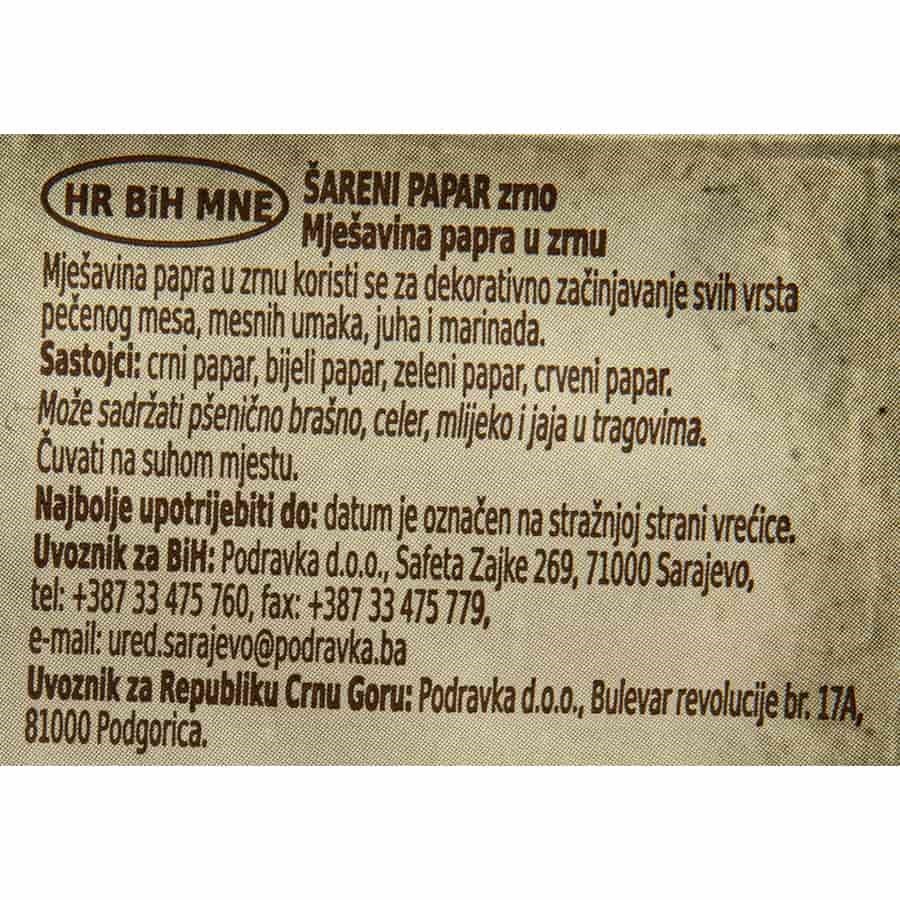 HR BiH MNE
ŠARENI PAPAR zrno
Mješavina papra u zrnu
Mješavina papra u zrnu koristi se za dekorativno začinjavanje svih vrsta
pečenog mesa, mesnih umaka, juha i marinada.
Sastojci: crni papar, bijeli papar, zeleni papar, crveni papar.
Može sadržati pšenično brašno, celer, mlijeko i jaja u tragovima.
Čuvati na suhom mjestu.
Najbolje upotrijebiti do: datum je označen na stražnjoj strani vrećice.
Uvoznik za BiH: Podravka d.o.o., Safeta Zajke 269, 71000 Sarajevo,
tel: +387 33 475 760, fax: +387 33 475 779,
e-mail: ured.sarajevo@podravka.ba
Uvoznik za Republiku Crnu Goru: Podravka d.o.o., Bulevar revolucije br. 17A,
81000 Podgorica.